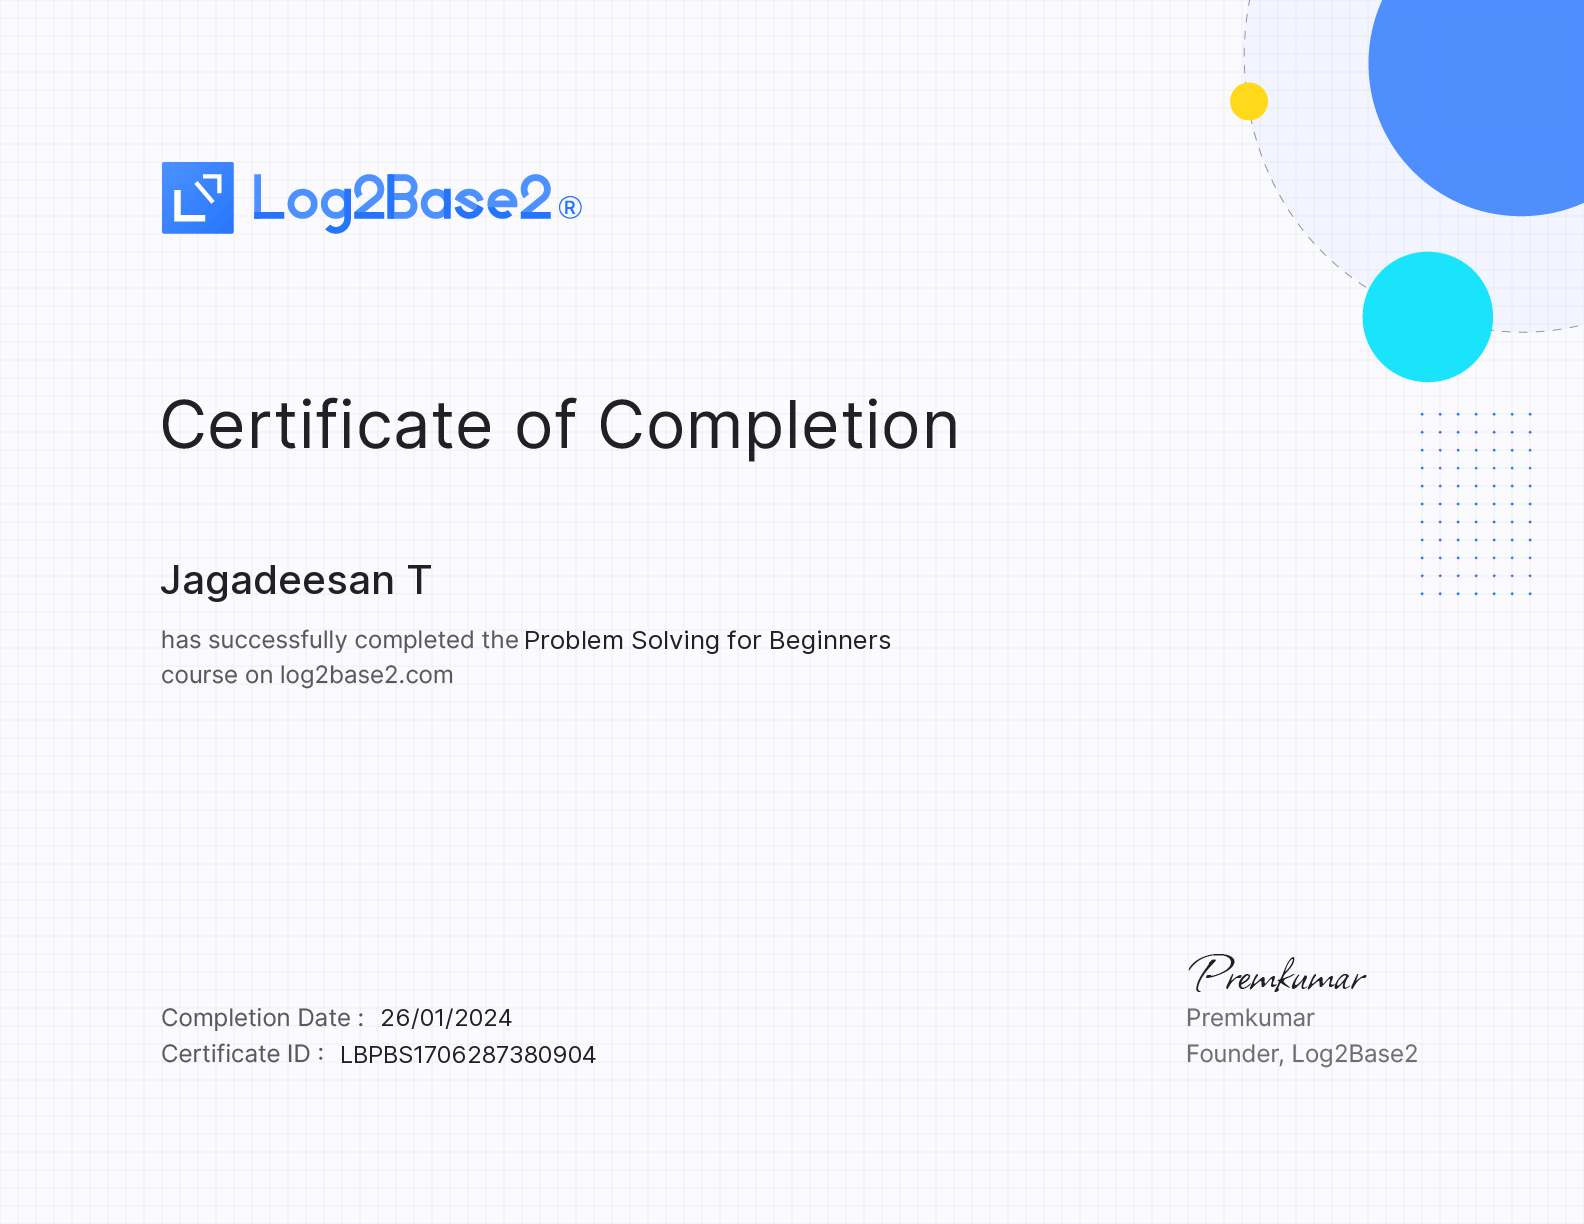 Log2Base2®
Certificate of Completion
Jagadeesan T
has successfully completed the Problem Solving for Beginners
course on log2base2.com
Completion Date : 26/01/2024
Certificate ID : LBPBS1706287380904
Premkumar
Premkumar
Founder, Log2Base2